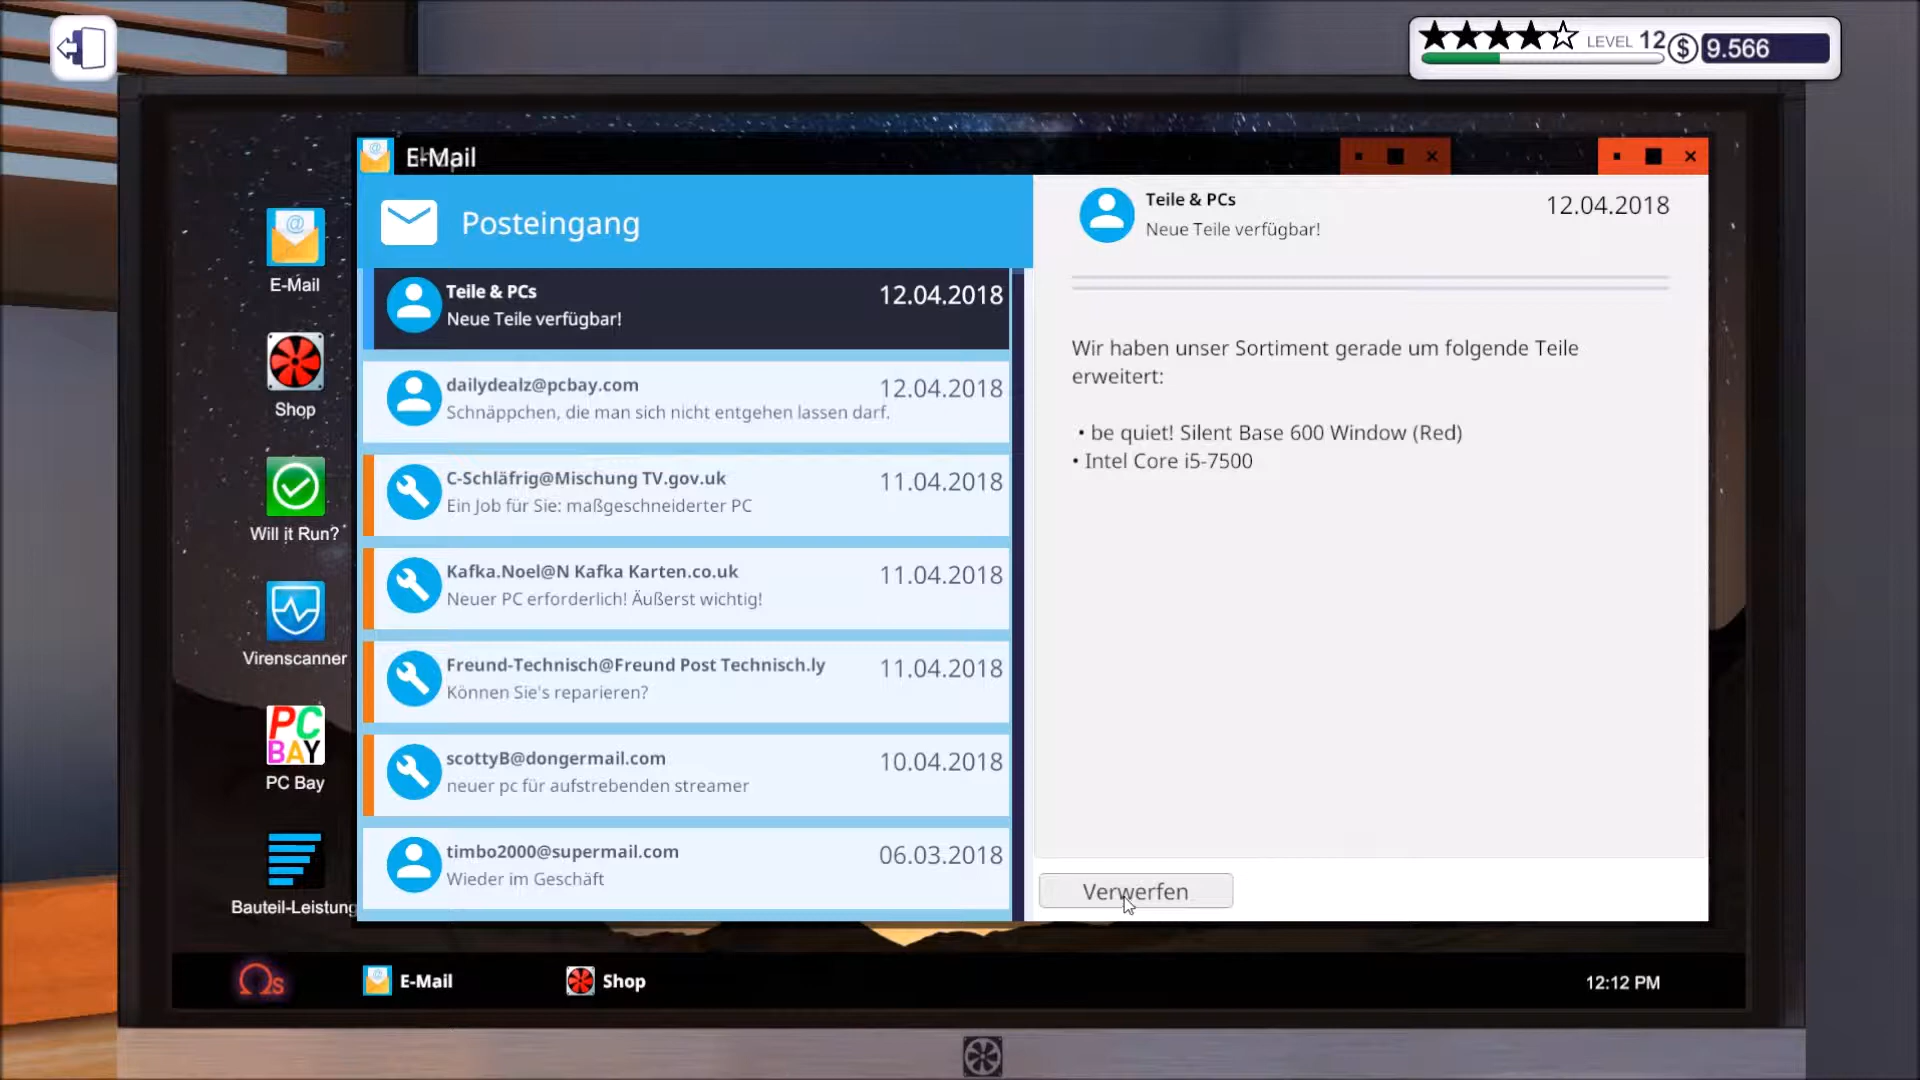 LEVEL 12
$ 9.566
E-Mail
Posteingang
Teile & PCs
12.04.2018
Neue Teile verfügbar!
dailydealz@pcbay.com
12.04.2018
Schnäppchen, die man sich nicht entgehen lassen darf.
C-Schläfrig@Mischung TV.gov.uk
11.04.2018
Ein Job für Sie: maßgeschneiderter PC
Kafka.Noel@N Kafka Karten.co.uk
11.04.2018
Neuer PC erforderlich! Äußerst wichtig!
Freund-Technisch@Freund Post Technisch.ly
11.04.2018
Können Sie's reparieren?
scottyB@dongermail.com
10.04.2018
neuer pc für aufstrebenden streamer
timbo2000@supermail.com
06.03.2018
Wieder im Geschäft
Teile & PCs
12.04.2018
Neue Teile verfügbar!
Wir haben unser Sortiment gerade um folgende Teile
erweitert:
• be quiet! Silent Base 600 Window (Red)
• Intel Core i5-7500
Verwerfen
E-Mail
Shop
Will it Run?
Virenscanner
PC
BAY
PC Bay
Bauteil-Leistung
Ωs
E-Mail
Shop
12:12 PM